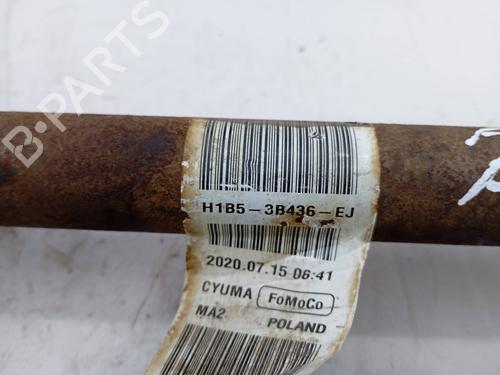 H1B5-3B436-EJ
2020.07.15 06:41
CYUMA FoMoCo
MA2 POLAND
B-PARTS